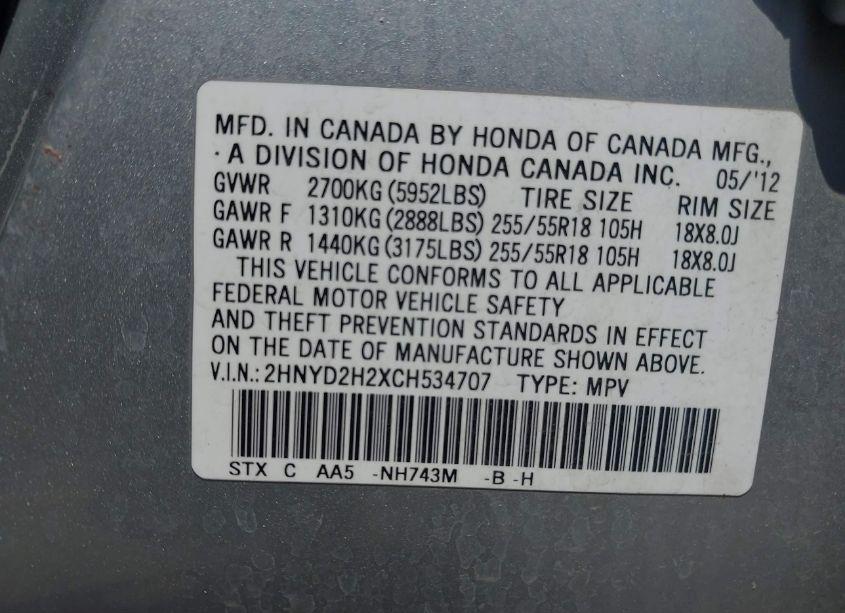 MFD. IN CANADA BY HONDA OF CANADA MFG.,
·A DIVISION OF HONDA CANADA INC. 05/'12
GVWR 2700KG (5952LBS) TIRE SIZE RIM SIZE
GAWR F 1310KG (2888LBS) 255/55R18 105H 18X8.0J
GAWR R 1440KG (3175LBS) 255/55R18 105H 18X8.0J
THIS VEHICLE CONFORMS TO ALL APPLICABLE
FEDERAL MOTOR VEHICLE SAFETY
AND THEFT PREVENTION STANDARDS IN EFFECT
ON THE DATE OF MANUFACTURE SHOWN ABOVE.
V.I.N.: 2HNYD2H2XCH534707 TYPE: MPV
STX C AA5 -NH743M -B -H